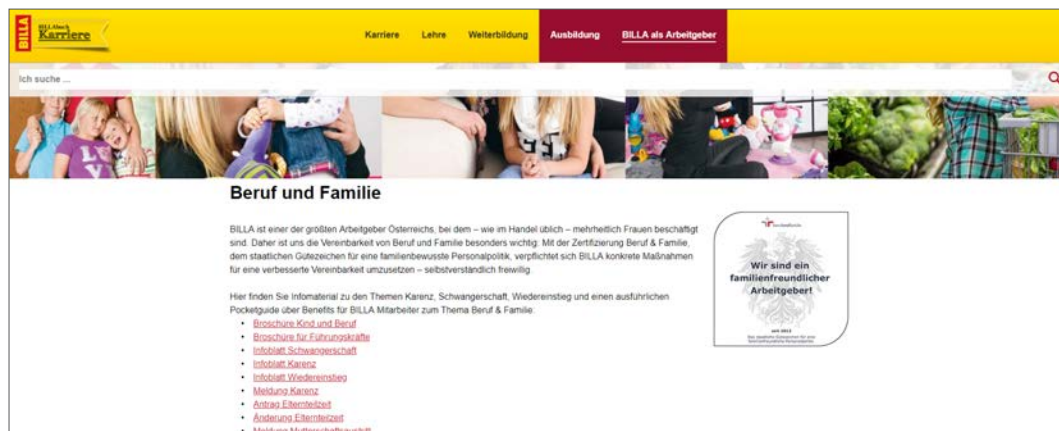 BILLA
BILLAlnich
Karriere
Karriere Lehre Weiterbildung Ausbildung BILLA als Arbeitgeber
Ich suche ...
Beruf und Familie
BILLA ist einer der größten Arbeitgeber Österreichs, bei dem – wie im Handel üblich – mehrheitlich Frauen beschäftigt
sind. Daher ist uns die Vereinbarkeit von Beruf und Familie besonders wichtig: Mit der Zertifizierung Beruf & Familie,
dem staatlichen Gütezeichen für eine familienbewusste Personalpolitik, verpflichtet sich BILLA konkrete Maßnahmen
für eine verbesserte Vereinbarkeit umzusetzen – selbstverständlich freiwillig.
Hier finden Sie Infomaterial zu den Themen Karenz, Schwangerschaft, Wiedereinstieg und einen ausführlichen
Pocketguide über Benefits für BILLA Mitarbeiter zum Thema Beruf & Familie:
• Broschüre Kind und Beruf
• Broschüre für Führungskräfte
• Infoblatt Schwangerschaft
• Infoblatt Karenz
• Infoblatt Wiedereinstieg
• Meldung Karenz
• Antrag Elternteilzeit
• Änderung Elternteilzeit
• Meldung Mutterschaftsaustritt
Wir sind ein
familienfreundlicher
Arbeitgeber!
seit 2012